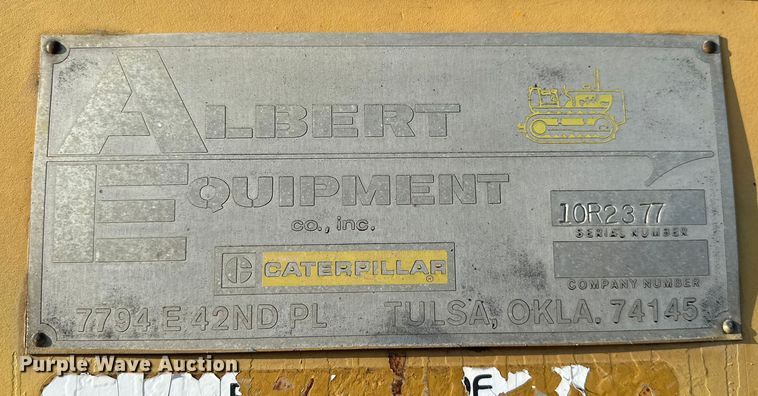 ALBERT
EQUIPMENT
co., inc.
10R2377
SERIAL NUMBER
C CATERPILLAR
COMPANY NUMBER
7794 E 42ND PL TULSA, OKLA. 74145
Purple Wave Auction